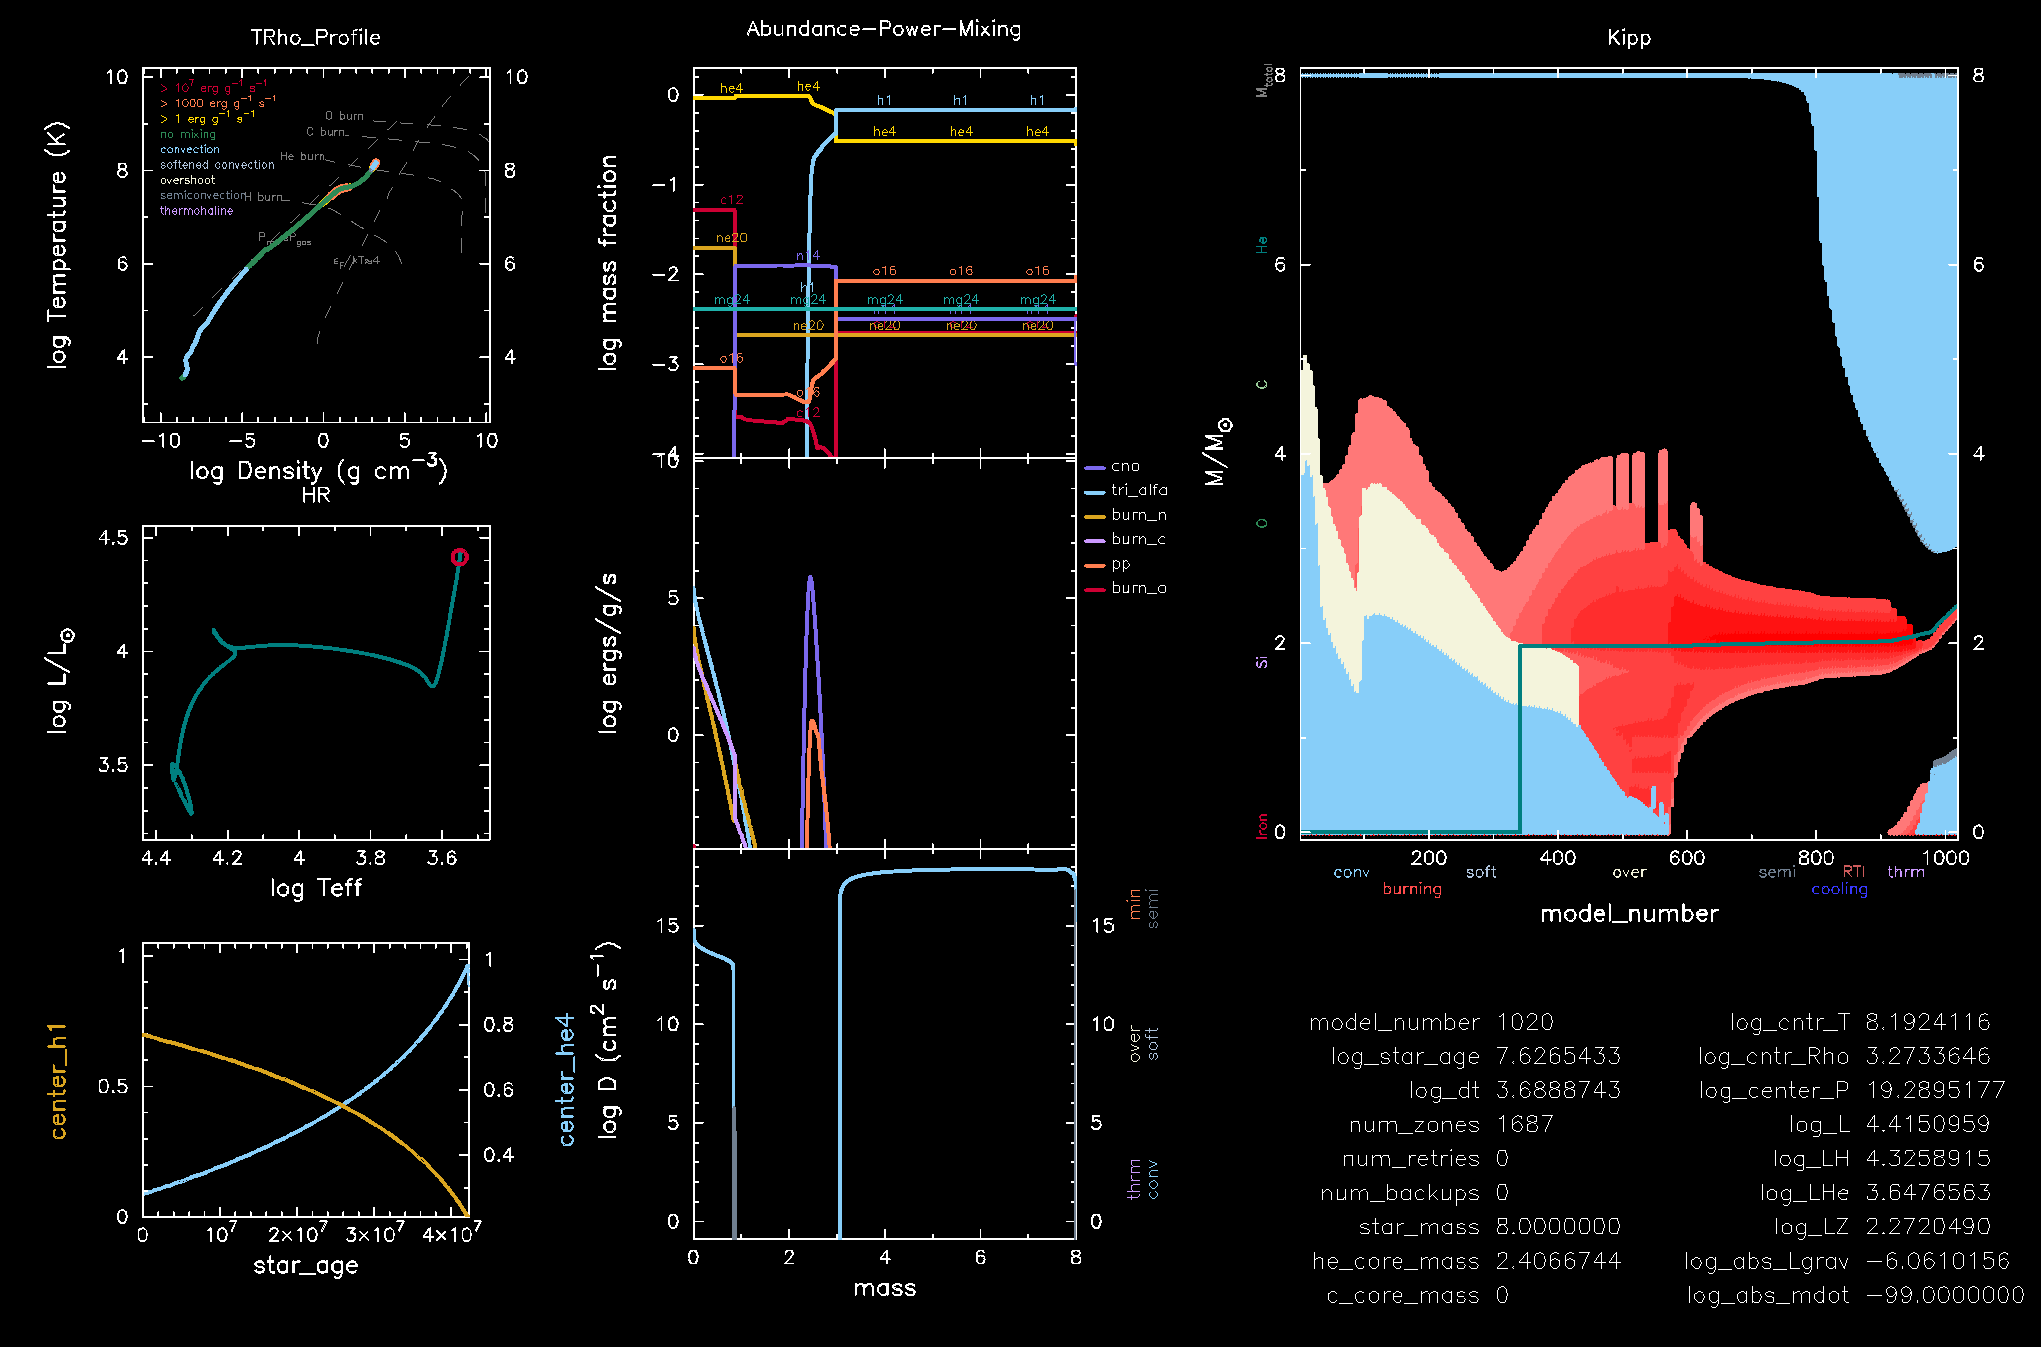 TRho_Profile
10
8
6
4
10
8
6
4
> 10⁷ erg g⁻¹ s⁻¹
> 1000 erg g⁻¹ s⁻¹
> 1 erg g⁻¹ s⁻¹
no mixing
convection
softened convection
overshoot
semiconvection
thermohaline
O burn
C burn
He burn
H burn
εF/kT≈4
log Temperature (K)
−10 −5 0 5 10
log Density (g cm⁻³)
HR
4.5
4
3.5
log L/L⊙
4.4 4.2 4 3.8 3.6
log Teff
1
0.5
0
1
0.8
0.6
0.4
center_h1
center_he4
0 10⁷ 2×10⁷ 3×10⁷ 4×10⁷
star_age
Abundance−Power−Mixing
0
−1
−2
−3
−4
log mass fraction
he4 he4 h1 h1 h1
he4 he4 he4
c12
ne20 n14
o16 o16 o16
h1
mg24 mg24 mg24 mg24 mg24
ne20 ne20 ne20 ne20
o16
o16
c12
10
5
0
log ergs/g/s
cno
tri_alfa
burn_n
burn_c
pp
burn_o
15
10
5
0
15
10
5
0
log D (cm² s⁻¹)
min
semi
over
soft
thrm
conv
0 2 4 6 8
mass
Kipp
8
6
4
2
0
8
6
4
2
0
M/M⊙
Mtotal
He
C
O
Si
Iron
200 400 600 800 1000
conv soft over semi RTI thrm
burning cooling
model_number
model_number 1020
log_star_age 7.6265433
log_dt 3.6888743
num_zones 1687
num_retries 0
num_backups 0
star_mass 8.0000000
he_core_mass 2.4066744
c_core_mass 0
log_cntr_T 8.1924116
log_cntr_Rho 3.2733646
log_center_P 19.2895177
log_L 4.4150959
log_LH 4.3258915
log_LHe 3.6476563
log_LZ 2.2720490
log_abs_Lgrav −6.0610156
log_abs_mdot −99.0000000